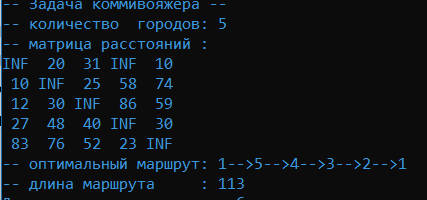 -- Задача коммивояжера --
-- количество  городов: 5
-- матрица расстояний :
INF  20  31 INF  10
 10 INF  25  58  74
 12  30 INF  86  59
 27  48  40 INF  30
 83  76  52  23 INF
-- оптимальный маршрут: 1-->5-->4-->3-->2-->1
-- длина маршрута     : 113